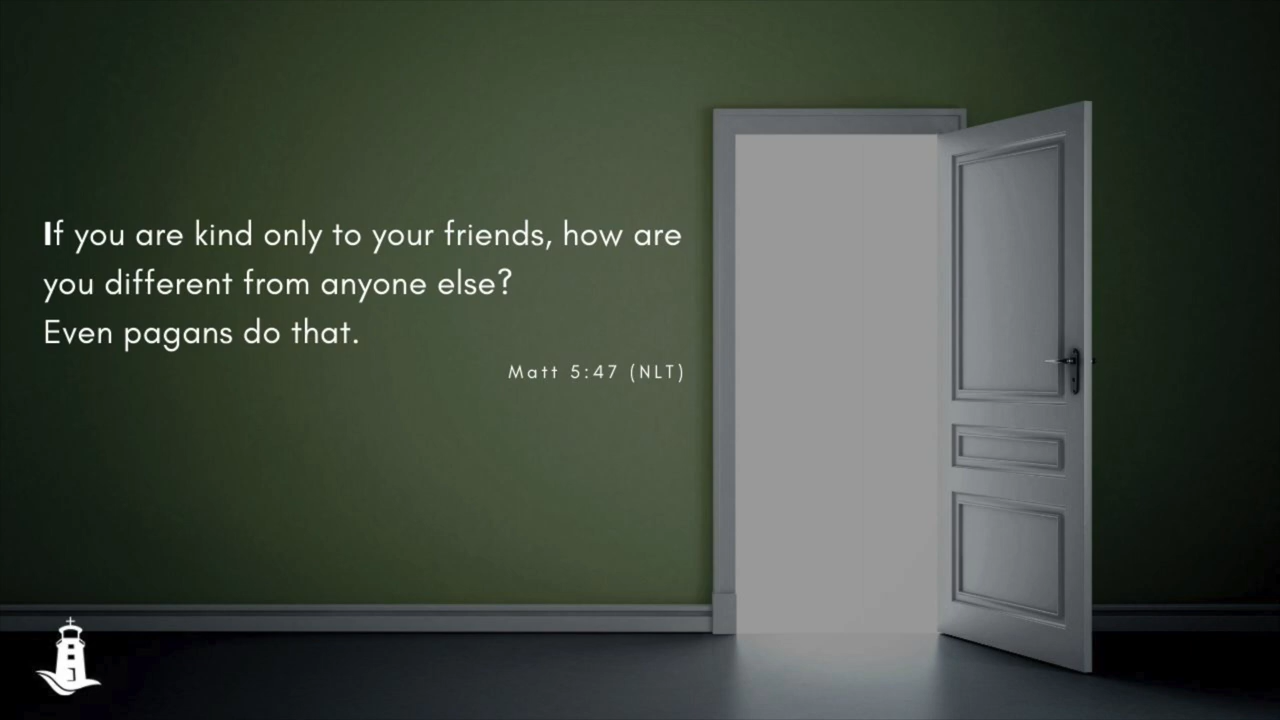 If you are kind only to your friends, how are
you different from anyone else?
Even pagans do that.
Matt 5:47 (NLT)